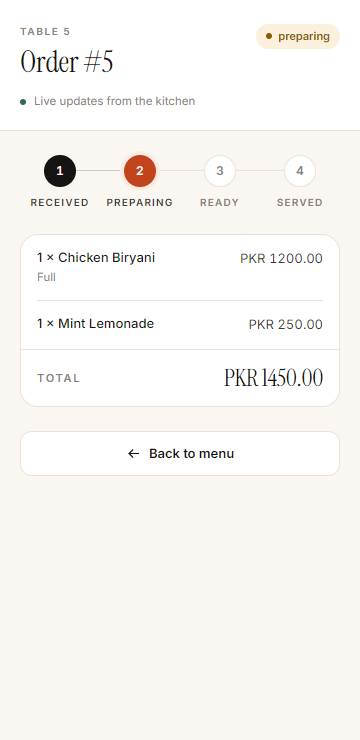 TABLE 5
preparing
Order #5
Live updates from the kitchen
1 2 3 4
RECEIVED PREPARING READY SERVED
1 × Chicken Biryani PKR 1200.00
Full
1 × Mint Lemonade PKR 250.00
TOTAL PKR 1450.00
← Back to menu